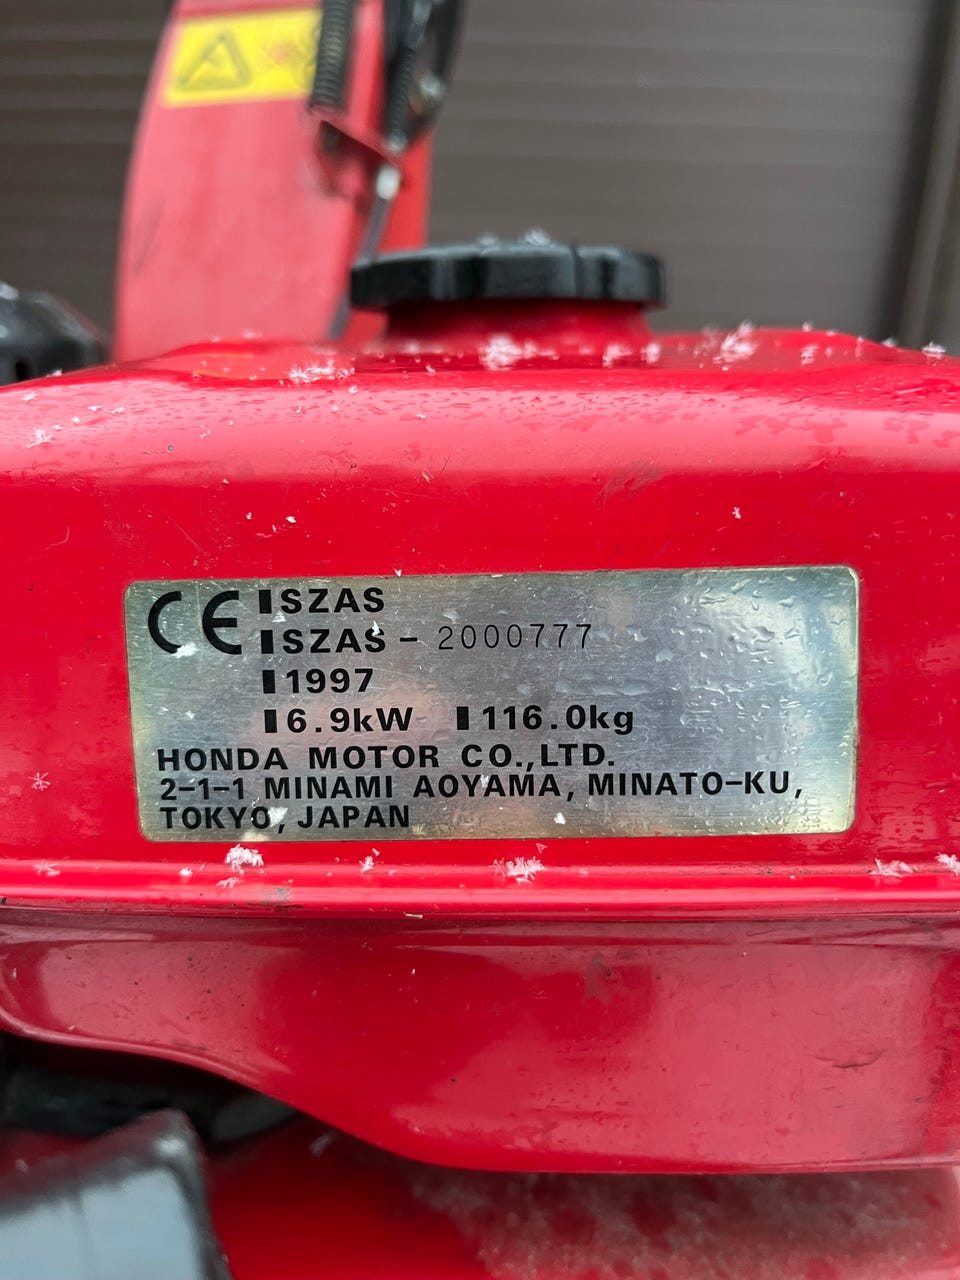 CE ▮SZAS
▮SZAS - 2000777
▮1997
▮6.9kW ▮116.0kg
HONDA MOTOR CO.,LTD.
2-1-1 MINAMI AOYAMA, MINATO-KU,
TOKYO, JAPAN